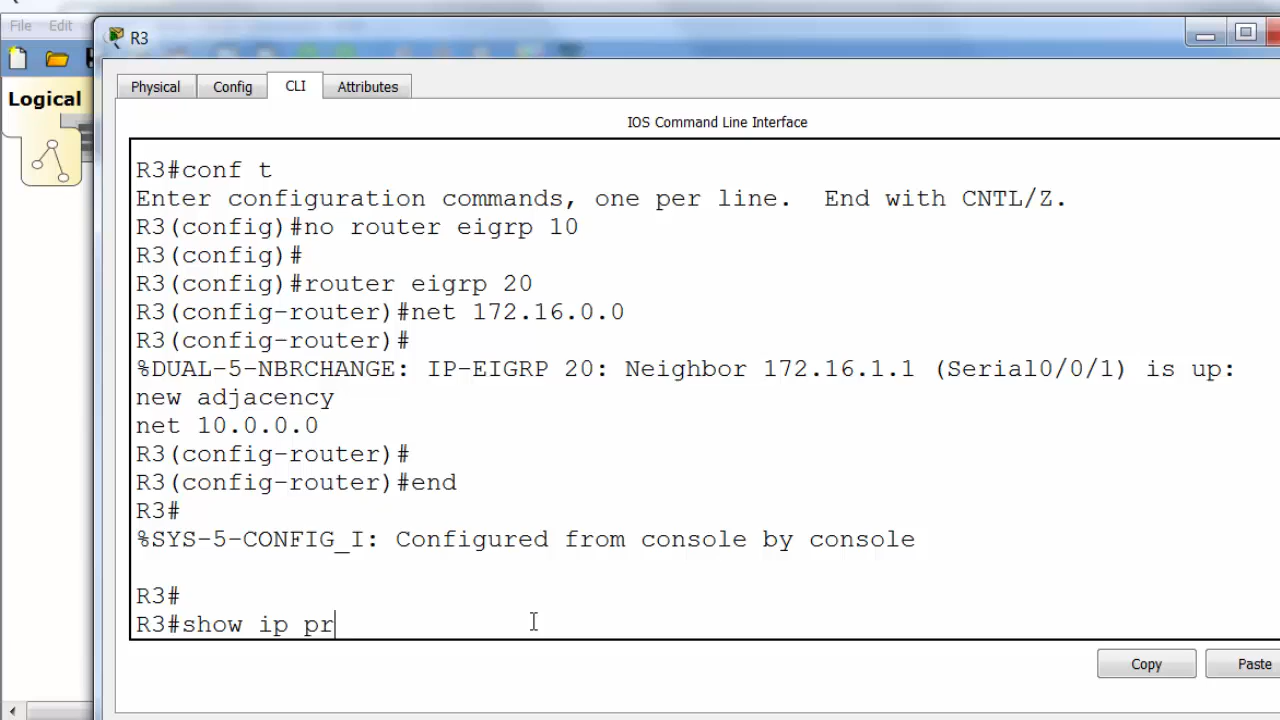 R3
File Edit
Physical Config CLI Attributes
Logical
IOS Command Line Interface
R3#conf t
Enter configuration commands, one per line.  End with CNTL/Z.
R3(config)#no router eigrp 10
R3(config)#
R3(config)#router eigrp 20
R3(config-router)#net 172.16.0.0
R3(config-router)#
%DUAL-5-NBRCHANGE: IP-EIGRP 20: Neighbor 172.16.1.1 (Serial0/0/1) is up:
new adjacency
net 10.0.0.0
R3(config-router)#
R3(config-router)#end
R3#
%SYS-5-CONFIG_I: Configured from console by console
R3#
R3#show ip pr
Copy Paste